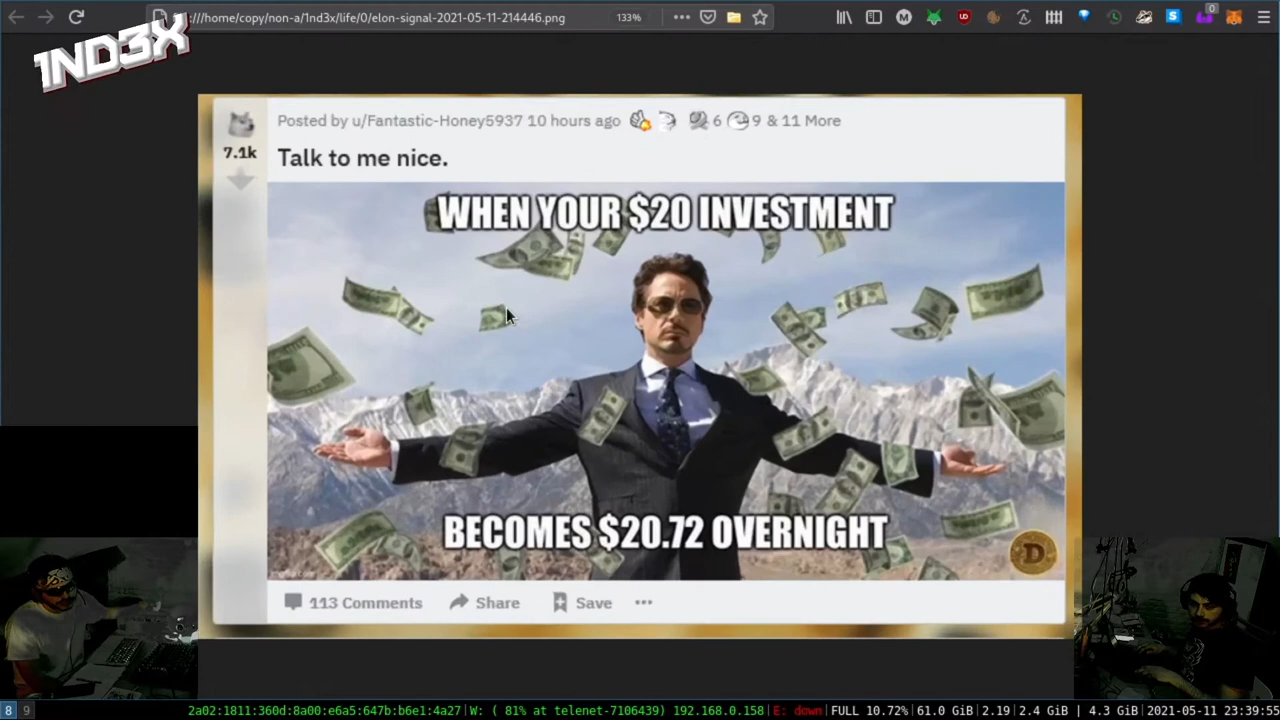 :///home/copy/non-a/1nd3x/life/0/elon-signal-2021-05-11-214446.png
133%
0
1ND3X
Posted by u/Fantastic-Honey5937 10 hours ago 6 9 & 11 More
7.1k
Talk to me nice.
WHEN YOUR $20 INVESTMENT
BECOMES $20.72 OVERNIGHT
113 Comments Share Save
8 9 2a02:1811:360d:8a00:e6a5:647b:b6e1:4a27|W: ( 81% at telenet-7106439) 192.168.0.158|E: down|FULL 10.72%|61.0 GiB|2.19|2.4 GiB | 4.3 GiB|2021-05-11 23:39:55